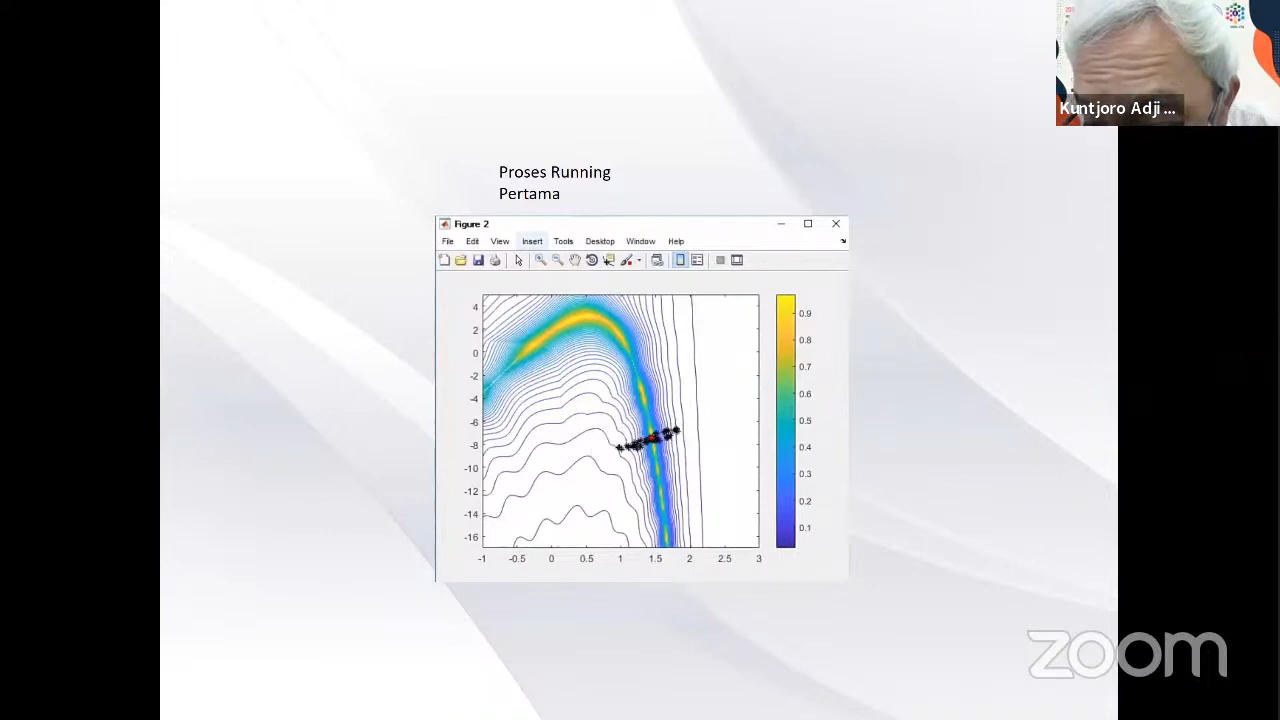 Kuntjoro Adji ...
Proses Running
Pertama
Figure 2
File Edit View Insert Tools Desktop Window Help
4
2
0
-2
-4
-6
-8
-10
-12
-14
-16
-1 -0.5 0 0.5 1 1.5 2 2.5 3
0.9
0.8
0.7
0.6
0.5
0.4
0.3
0.2
0.1
zoom